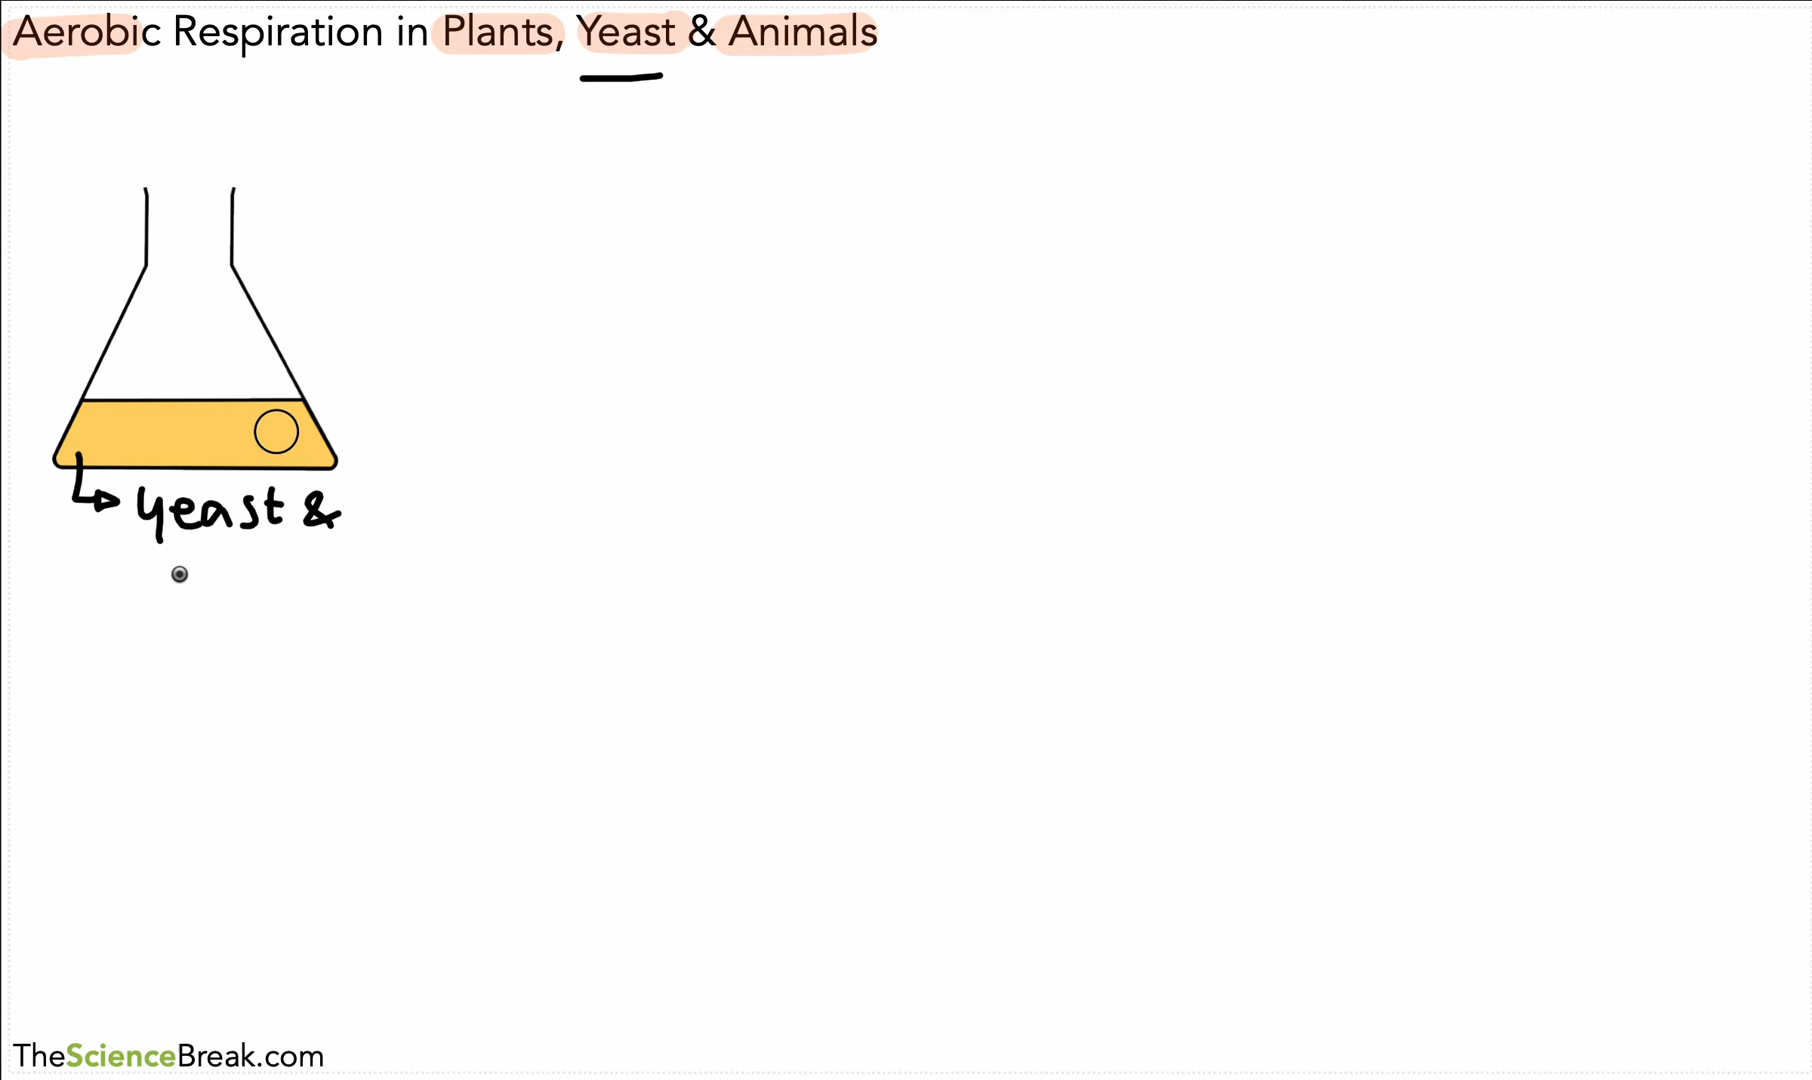 Aerobic Respiration in Plants, Yeast & Animals
yeast &
TheScienceBreak.com